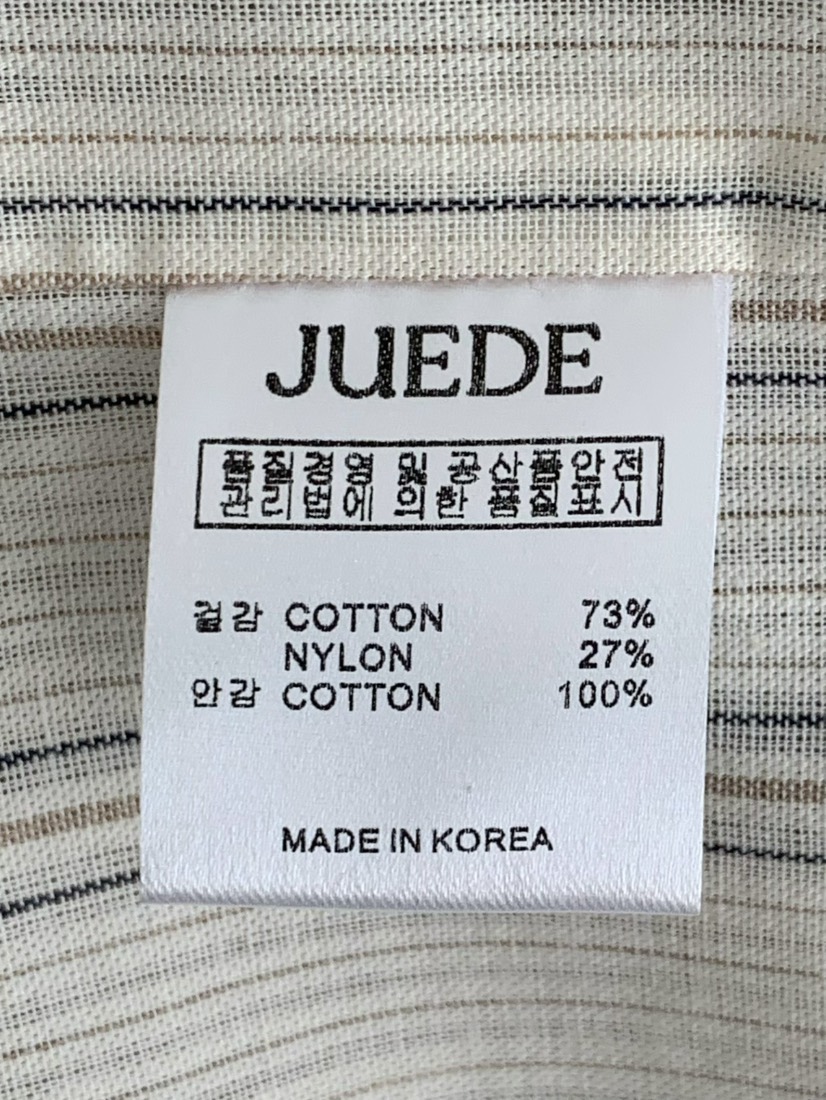 JUEDE
품질경영 및 공산품안전
관리법에 의한 품질표시
겉감 COTTON 73%
NYLON 27%
안감 COTTON 100%
MADE IN KOREA